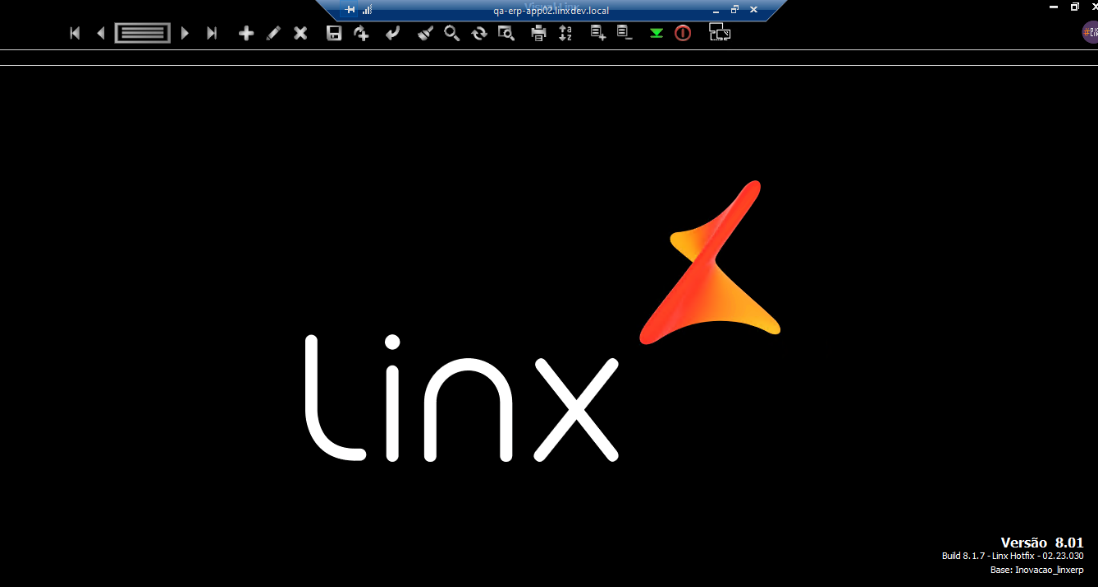 qa-erp-app02.linxdev.local
Linx
Versão 8.01
Build 8.1.7 - Linx Hotfix - 02.23.030
Base: Inovacao_linxerp